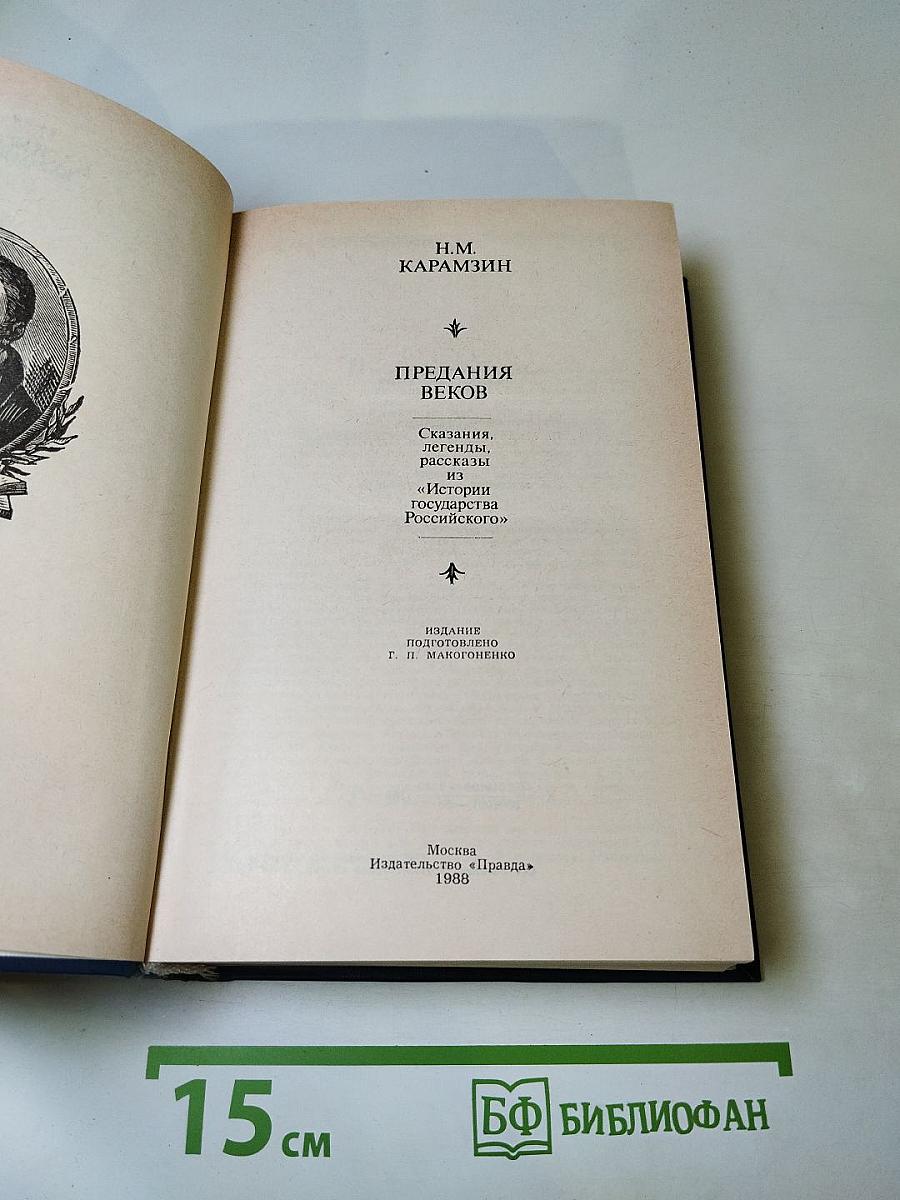 Н.М.
КАРАМЗИН
ПРЕДАНИЯ
ВЕКОВ
Сказания,
легенды,
рассказы
из
«Истории
государства
Российского»
ИЗДАНИЕ
ПОДГОТОВЛЕНО
Г. П. МАКОГОНЕНКО
Москва
Издательство «Правда»
1988
15 см
БФ БИБЛИОФАН